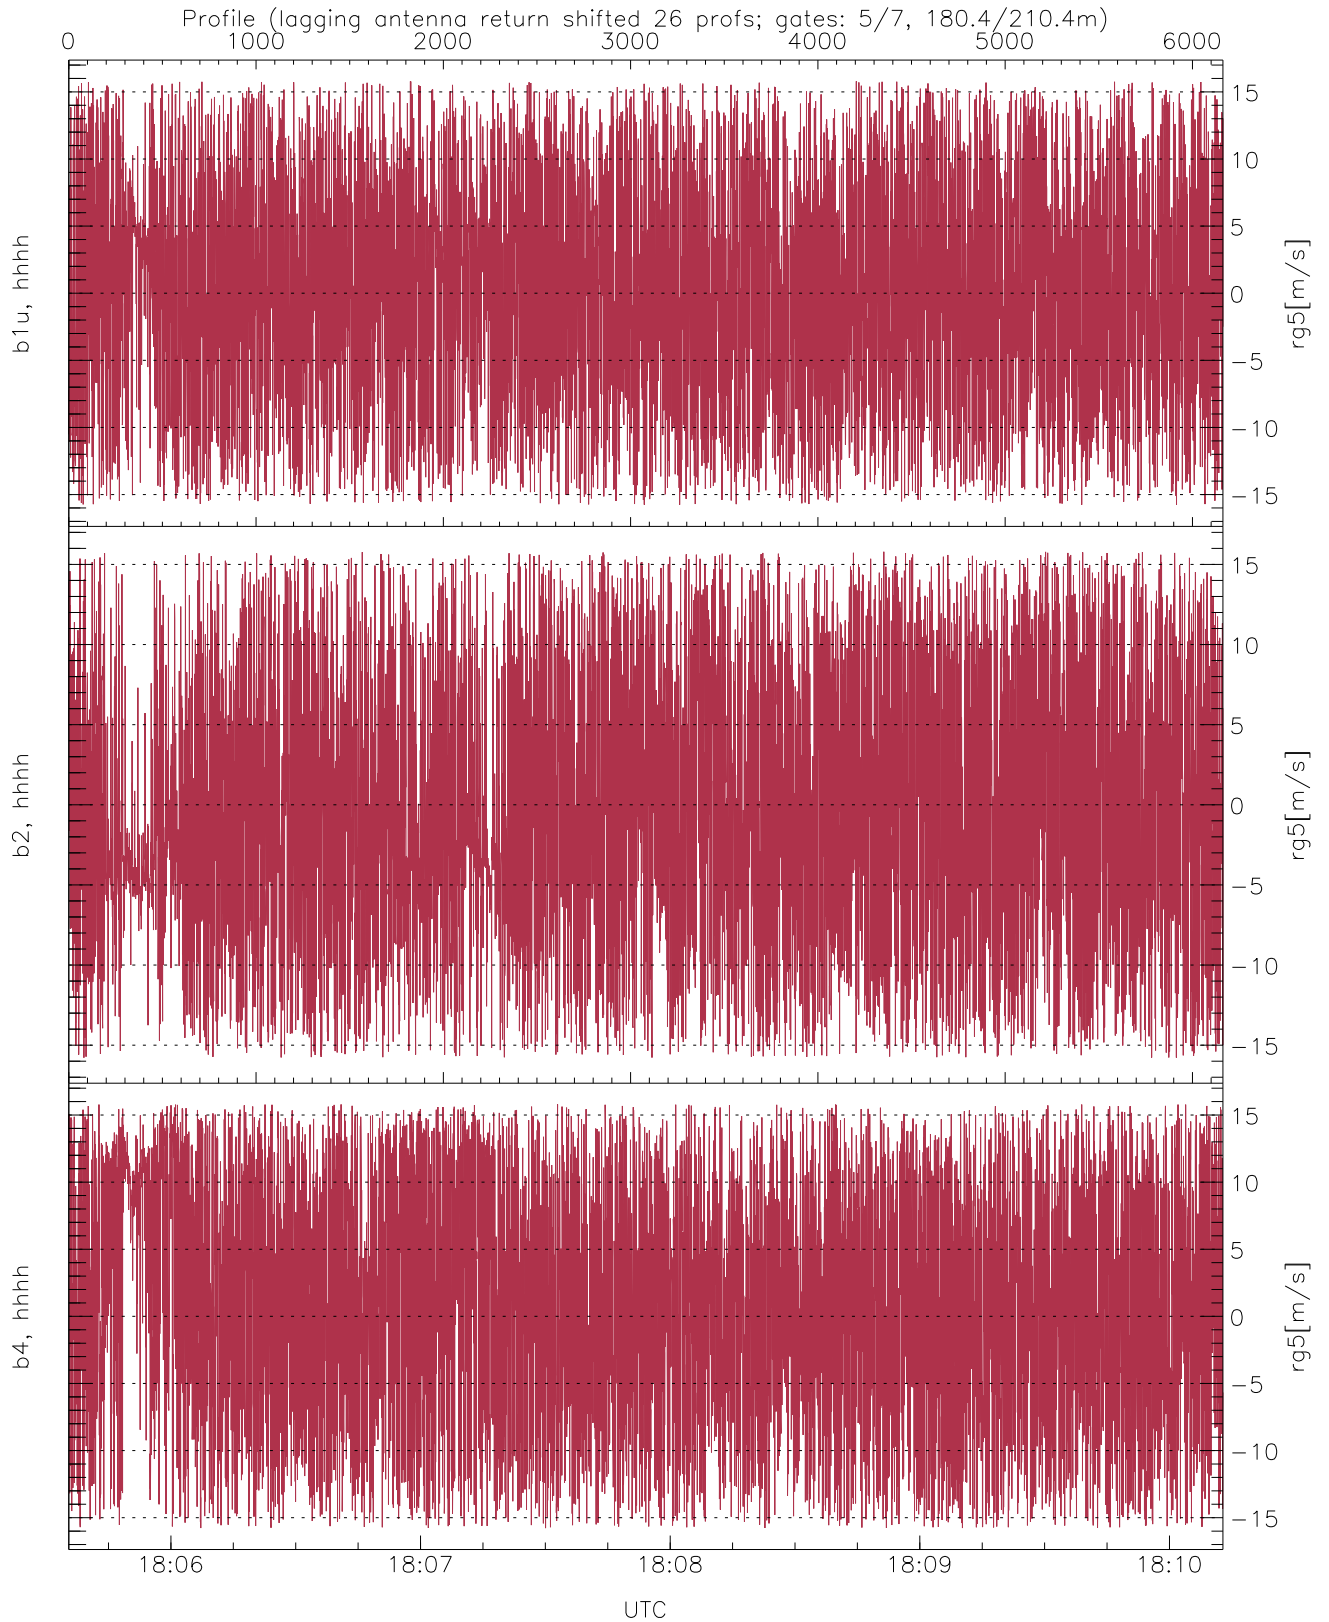 Profile (lagging antenna return shifted 26 profs; gates: 5/7, 180.4/210.4m)
0 1000 2000 3000 4000 5000 6000
15
10
5
0
−5
−10
−15
b1u, hhhh
rg5[m/s]
15
10
5
0
−5
−10
−15
b2, hhhh
rg5[m/s]
15
10
5
0
−5
−10
−15
b4, hhhh
rg5[m/s]
18:06 18:07 18:08 18:09 18:10
UTC